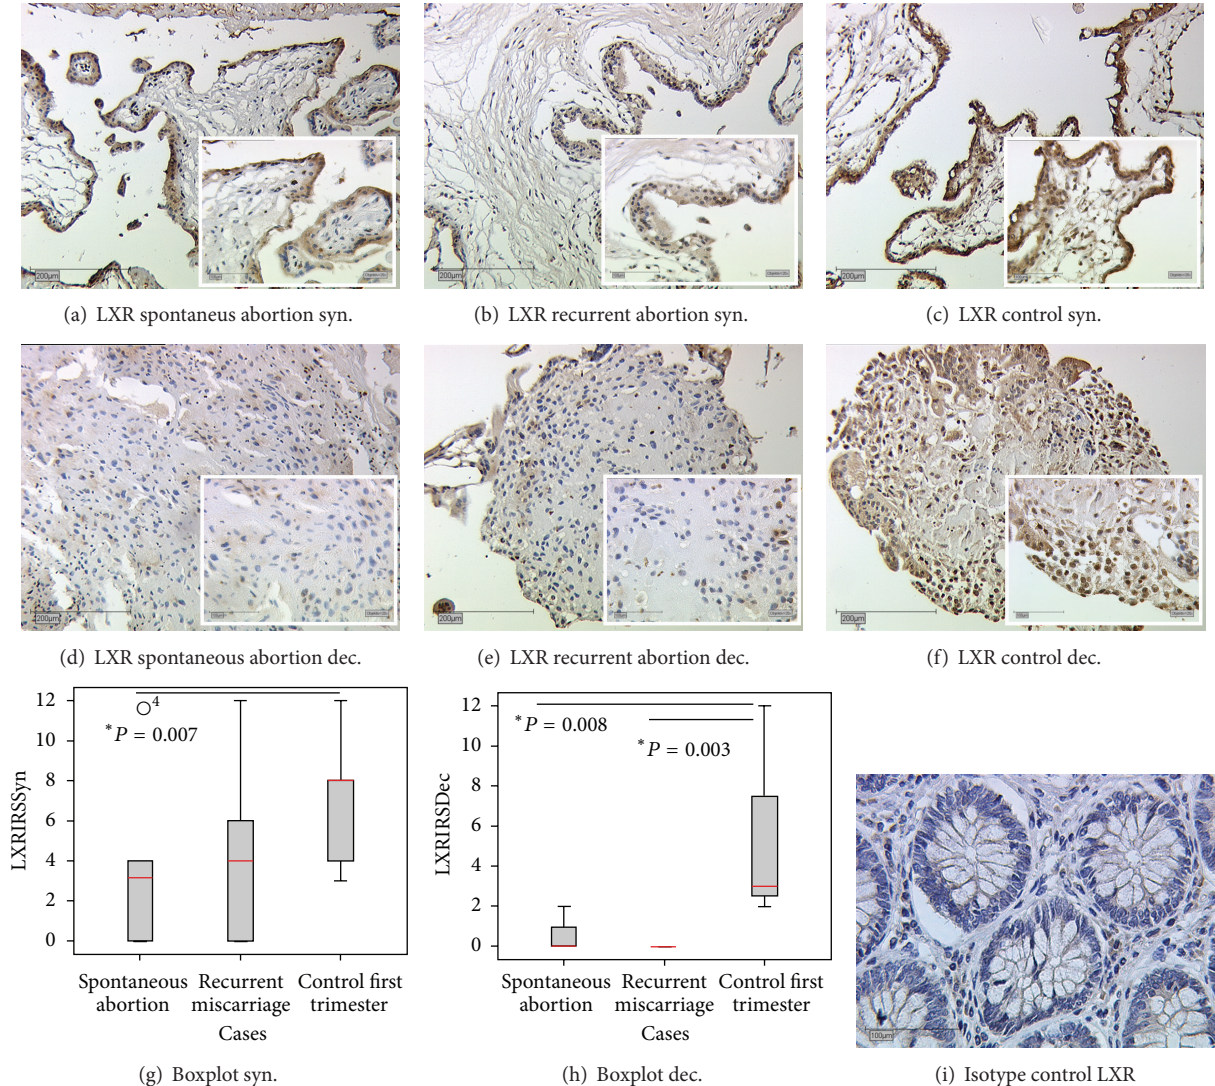 200µm
(a) LXR spontaneus abortion syn.
200µm
(b) LXR recurrent abortion syn.
200µm
(c) LXR control syn.
200µm
(d) LXR spontaneous abortion dec.
200µm
(e) LXR recurrent abortion dec.
200µm
(f) LXR control dec.
LXRIRSSyn
12
10
8
6
4
2
0
4
*P = 0.007
Spontaneous abortion
Recurrent miscarriage
Control first trimester
Cases
(g) Boxplot syn.
LXRIRSDec
12
10
8
6
4
2
0
*P = 0.008
*P = 0.003
Spontaneous abortion
Recurrent miscarriage
Control first trimester
Cases
(h) Boxplot dec.
100µm
(i) Isotype control LXR